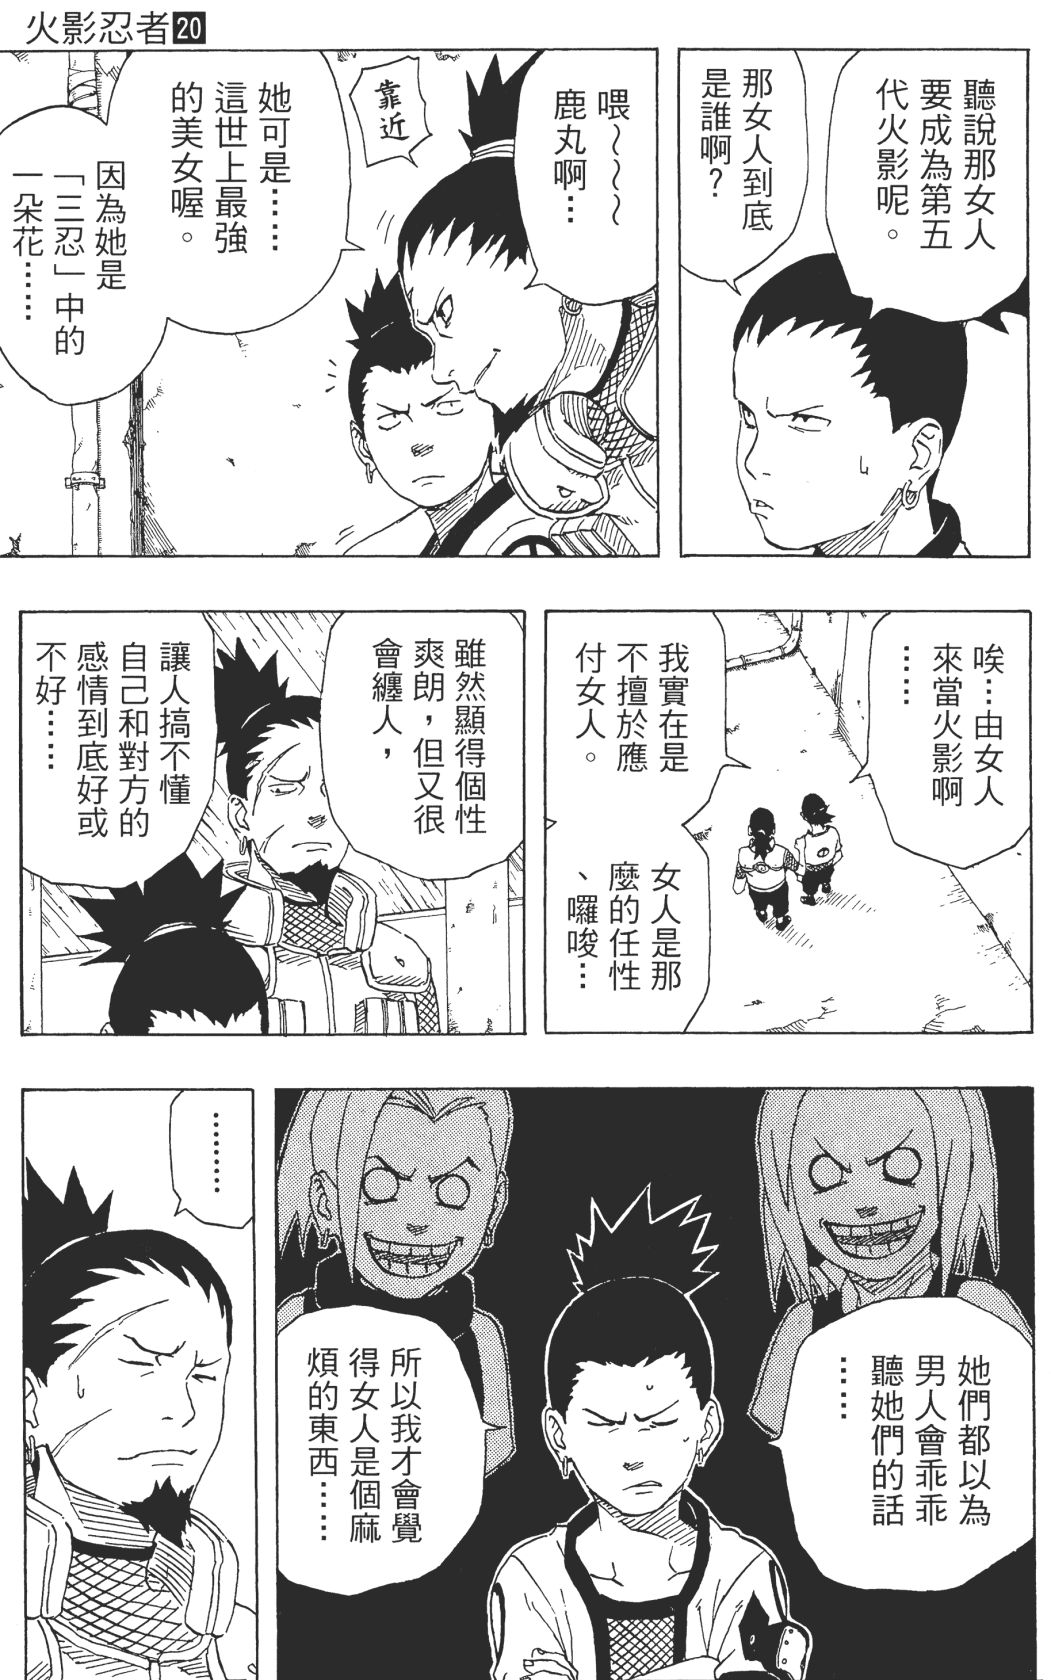 火影忍者20
聽說那女人
要成為第五
代火影呢。
那女人到底
是誰啊？
喂～～～～
鹿丸啊…
靠近
她可是……
這世上最強
的美女喔。
因為她是
「三忍」中的
一朵花……
唉…由女人
來當火影啊
……
我實在是
不擅於應
付女人。
女人是那
麼的任性
、囉唆…
雖然顯得個性
爽朗，但又很
會纏人，
讓人搞不懂
自己和對方的
感情到底好或
不好……
她們都以為
男人會乖乖
聽她們的話
……
所以我才會覺
得女人是個麻
煩的東西……
………